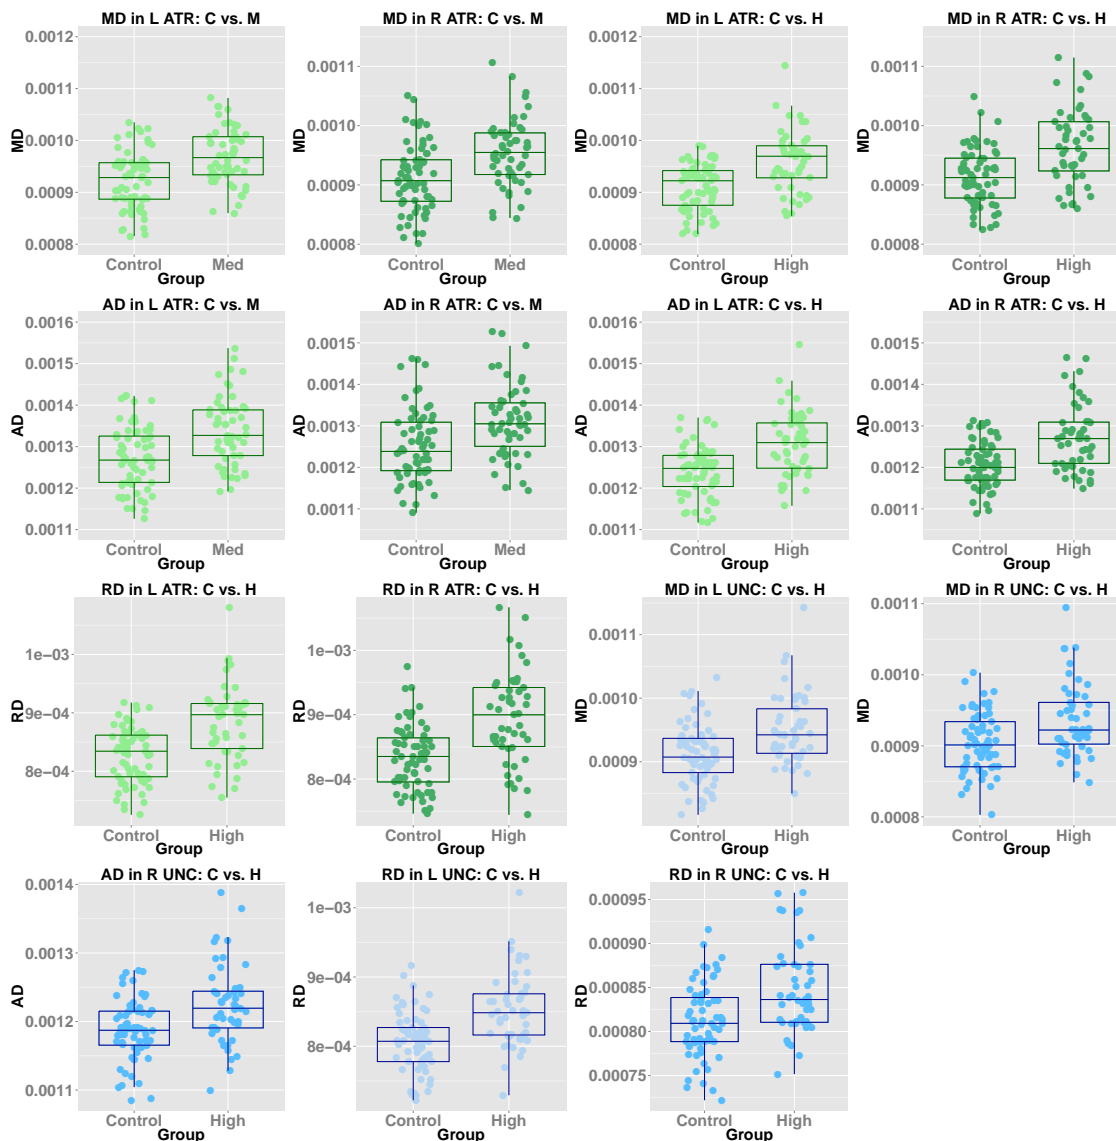 MD in L ATR: C vs. M
0.0012
0.0011
0.0010
0.0009
0.0008
MD
Control Med
Group
MD in R ATR: C vs. M
0.0011
0.0010
0.0009
0.0008
MD
Control Med
Group
MD in L ATR: C vs. H
0.0012
0.0011
0.0010
0.0009
0.0008
MD
Control High
Group
MD in R ATR: C vs. H
0.0011
0.0010
0.0009
0.0008
MD
Control High
Group
AD in L ATR: C vs. M
0.0016
0.0015
0.0014
0.0013
0.0012
0.0011
AD
Control Med
Group
AD in R ATR: C vs. M
0.0015
0.0014
0.0013
0.0012
0.0011
AD
Control Med
Group
AD in L ATR: C vs. H
0.0016
0.0015
0.0014
0.0013
0.0012
0.0011
AD
Control High
Group
AD in R ATR: C vs. H
0.0015
0.0014
0.0013
0.0012
0.0011
AD
Control High
Group
RD in L ATR: C vs. H
1e−03
9e−04
8e−04
RD
Control High
Group
RD in R ATR: C vs. H
1e−03
9e−04
8e−04
RD
Control High
Group
MD in L UNC: C vs. H
0.0011
0.0010
0.0009
MD
Control High
Group
MD in R UNC: C vs. H
0.0011
0.0010
0.0009
0.0008
MD
Control High
Group
AD in R UNC: C vs. H
0.0014
0.0013
0.0012
0.0011
AD
Control High
Group
RD in L UNC: C vs. H
1e−03
9e−04
8e−04
RD
Control High
Group
RD in R UNC: C vs. H
0.00095
0.00090
0.00085
0.00080
0.00075
RD
Control High
Group